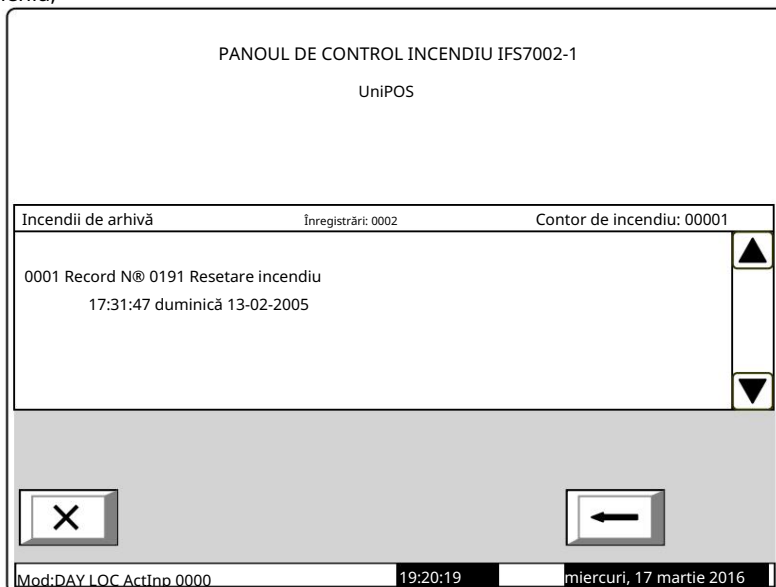 PANOUL DE CONTROL INCENDIU IFS7002-1
UniPOS
Incendii de arhivă Înregistrări: 0002 Contor de incendiu: 00001
0001 Record N® 0191 Resetare incendiu
17:31:47 duminică 13-02-2005
Mod:DAY LOC ActInp 0000 19:20:19 miercuri, 17 martie 2016